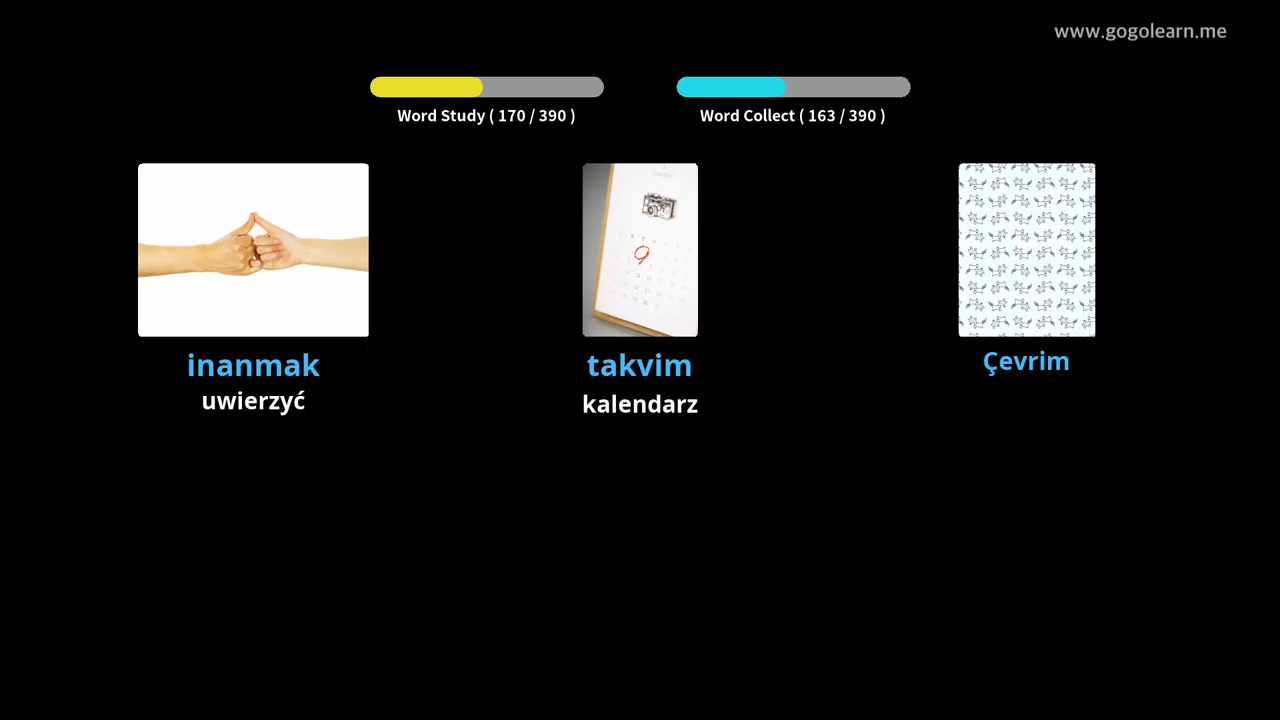 www.gogolearn.me
Word Study ( 170 / 390 )
Word Collect ( 163 / 390 )
inanmak
uwierzyć
takvim
kalendarz
Çevrim